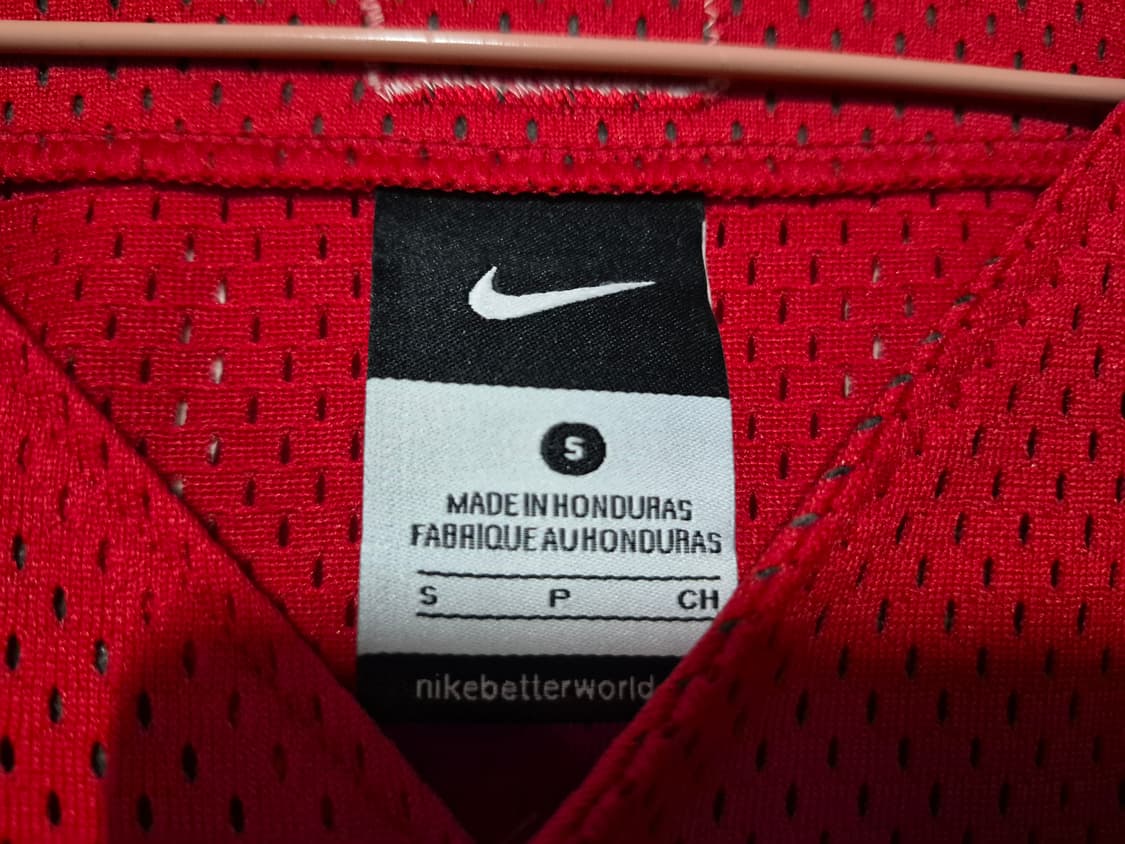 S
MADE IN HONDURAS
FABRIQUE AU HONDURAS
S P CH
nikebetterworld